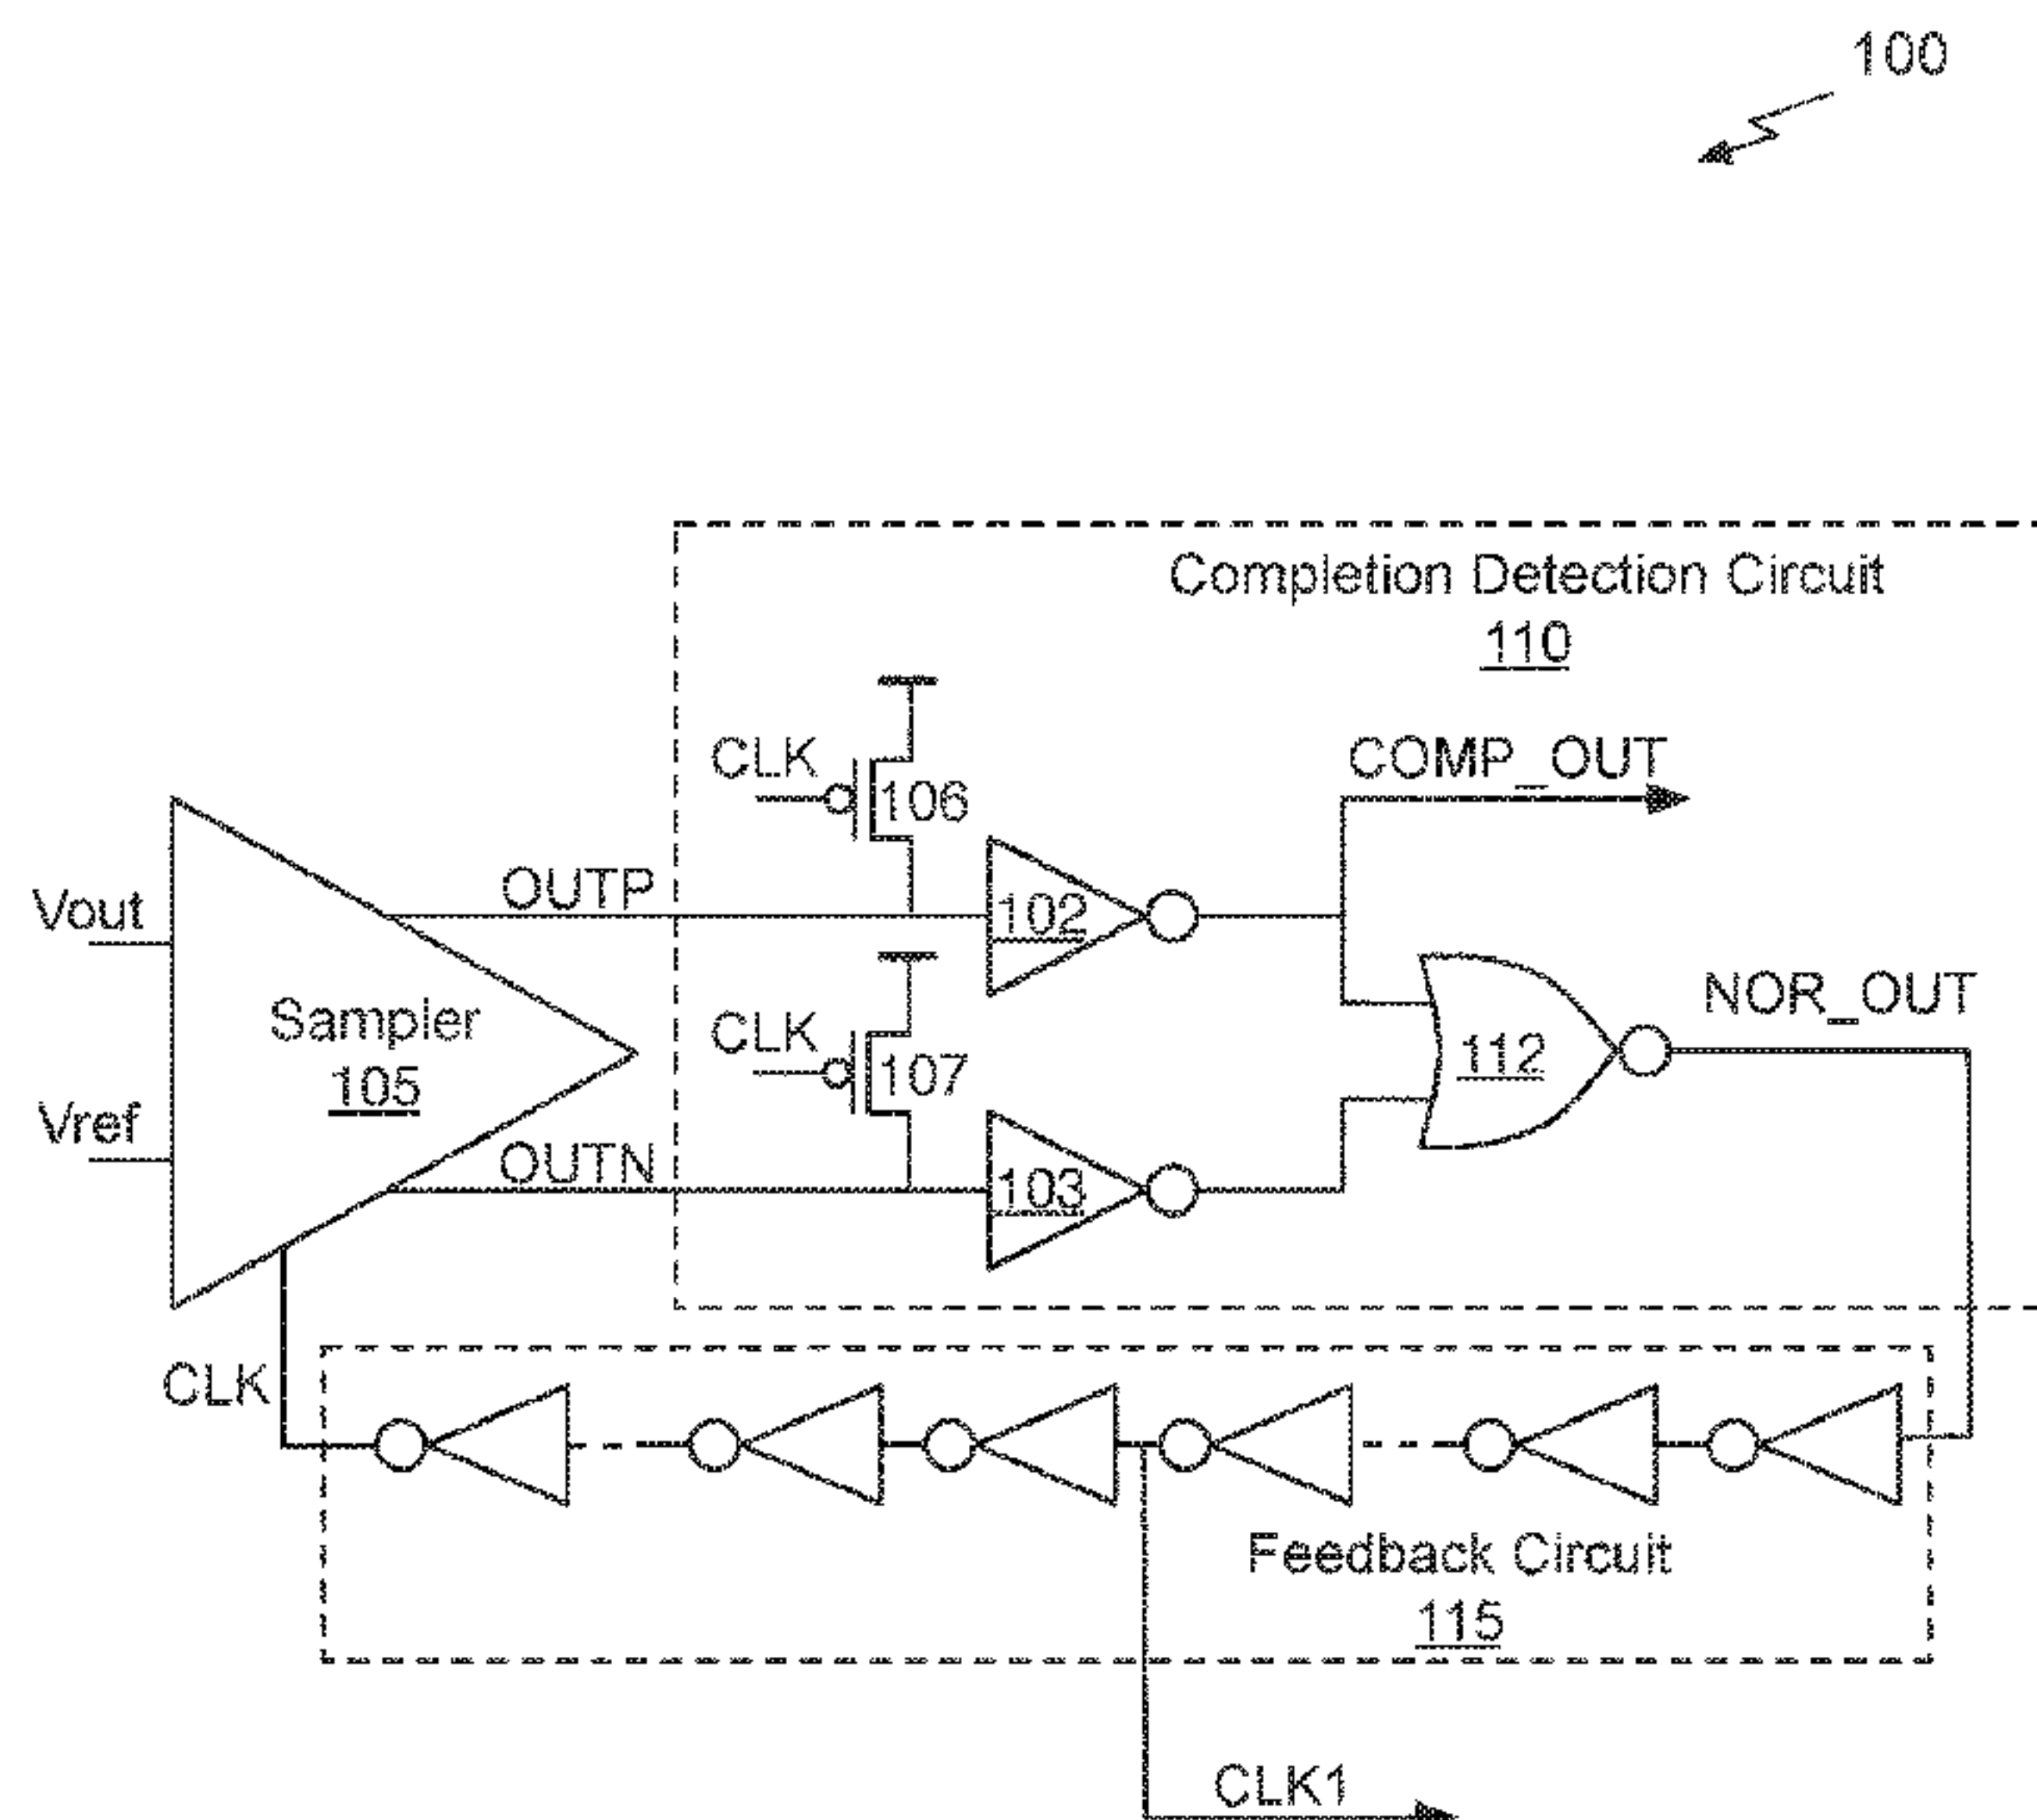 100
Completion Detection Circuit
110
CLK
106
COMP_OUT
OUTP
102
Vout
NOR_OUT
Sampler
105
CLK
107
112
Vref
OUTN
103
CLK
Feedback Circuit
115
CLK1